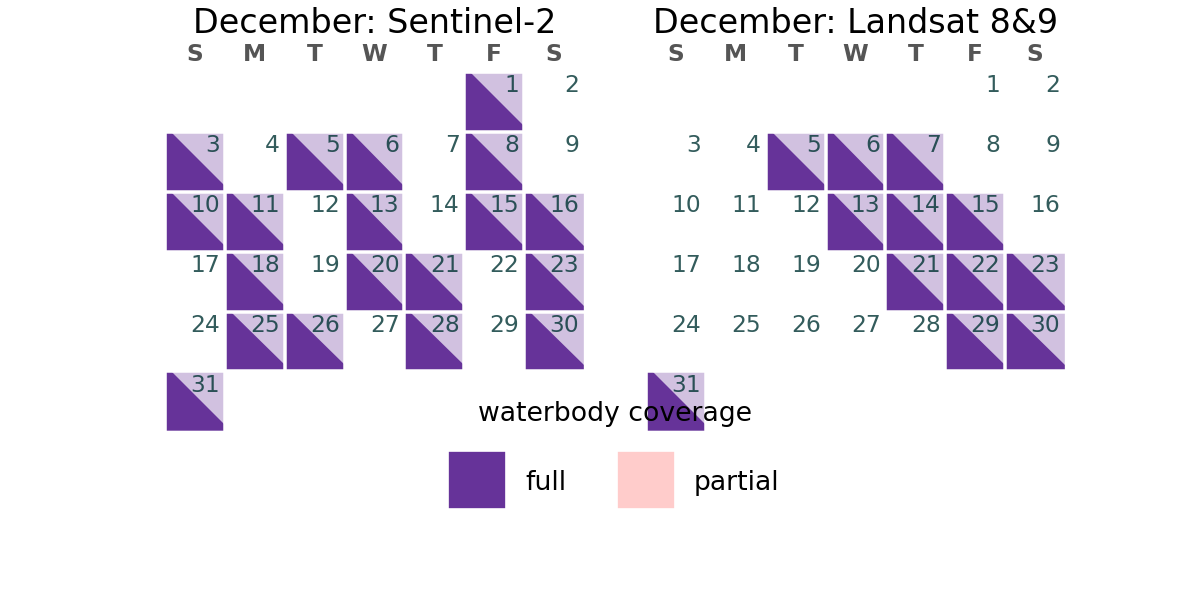 December: Sentinel-2
S M T W T F S
1 2
3 4 5 6 7 8 9
10 11 12 13 14 15 16
17 18 19 20 21 22 23
24 25 26 27 28 29 30
31
December: Landsat 8&9
S M T W T F S
1 2
3 4 5 6 7 8 9
10 11 12 13 14 15 16
17 18 19 20 21 22 23
24 25 26 27 28 29 30
31
waterbody coverage
full partial